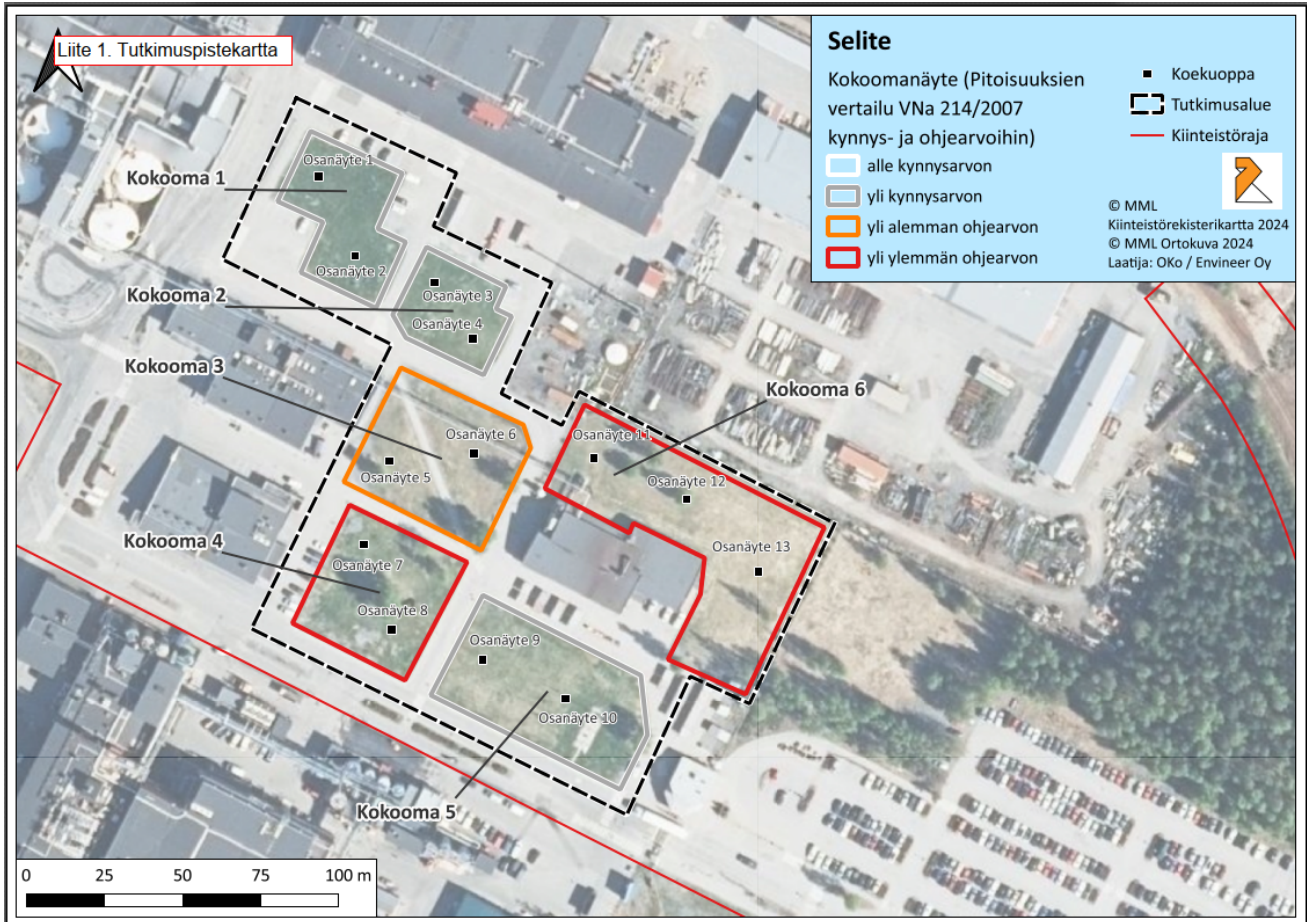 Liite 1. Tutkimuspistekartta
Selite
Kokoomanäyte (Pitoisuuksien
vertailu VNa 214/2007
kynnys- ja ohjearvoihin)
alle kynnysarvon
yli kynnysarvon
yli alemman ohjearvon
yli ylemmän ohjearvon
Koekuoppa
Tutkimusalue
Kiinteistöraja
© MML
Kiinteistörekisterikartta 2024
© MML Ortokuva 2024
Laatija: OKo / Envineer Oy
Kokooma 1
Osanäyte 1
Osanäyte 2
Kokooma 2
Osanäyte 3
Osanäyte 4
Kokooma 3
Osanäyte 6
Osanäyte 5
Kokooma 6
Osanäyte 11
Osanäyte 12
Osanäyte 13
Kokooma 4
Osanäyte 7
Osanäyte 8
Osanäyte 9
Osanäyte 10
Kokooma 5
0 25 50 75 100 m